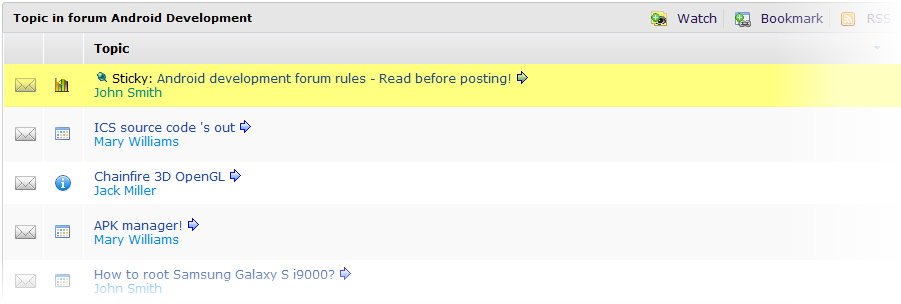 Topic in forum Android Development
Watch
Bookmark
RSS
Topic
Sticky: Android development forum rules - Read before posting!
John Smith
ICS source code 's out
Mary Williams
Chainfire 3D OpenGL
Jack Miller
APK manager!
Mary Williams
How to root Samsung Galaxy S i9000?
John Smith